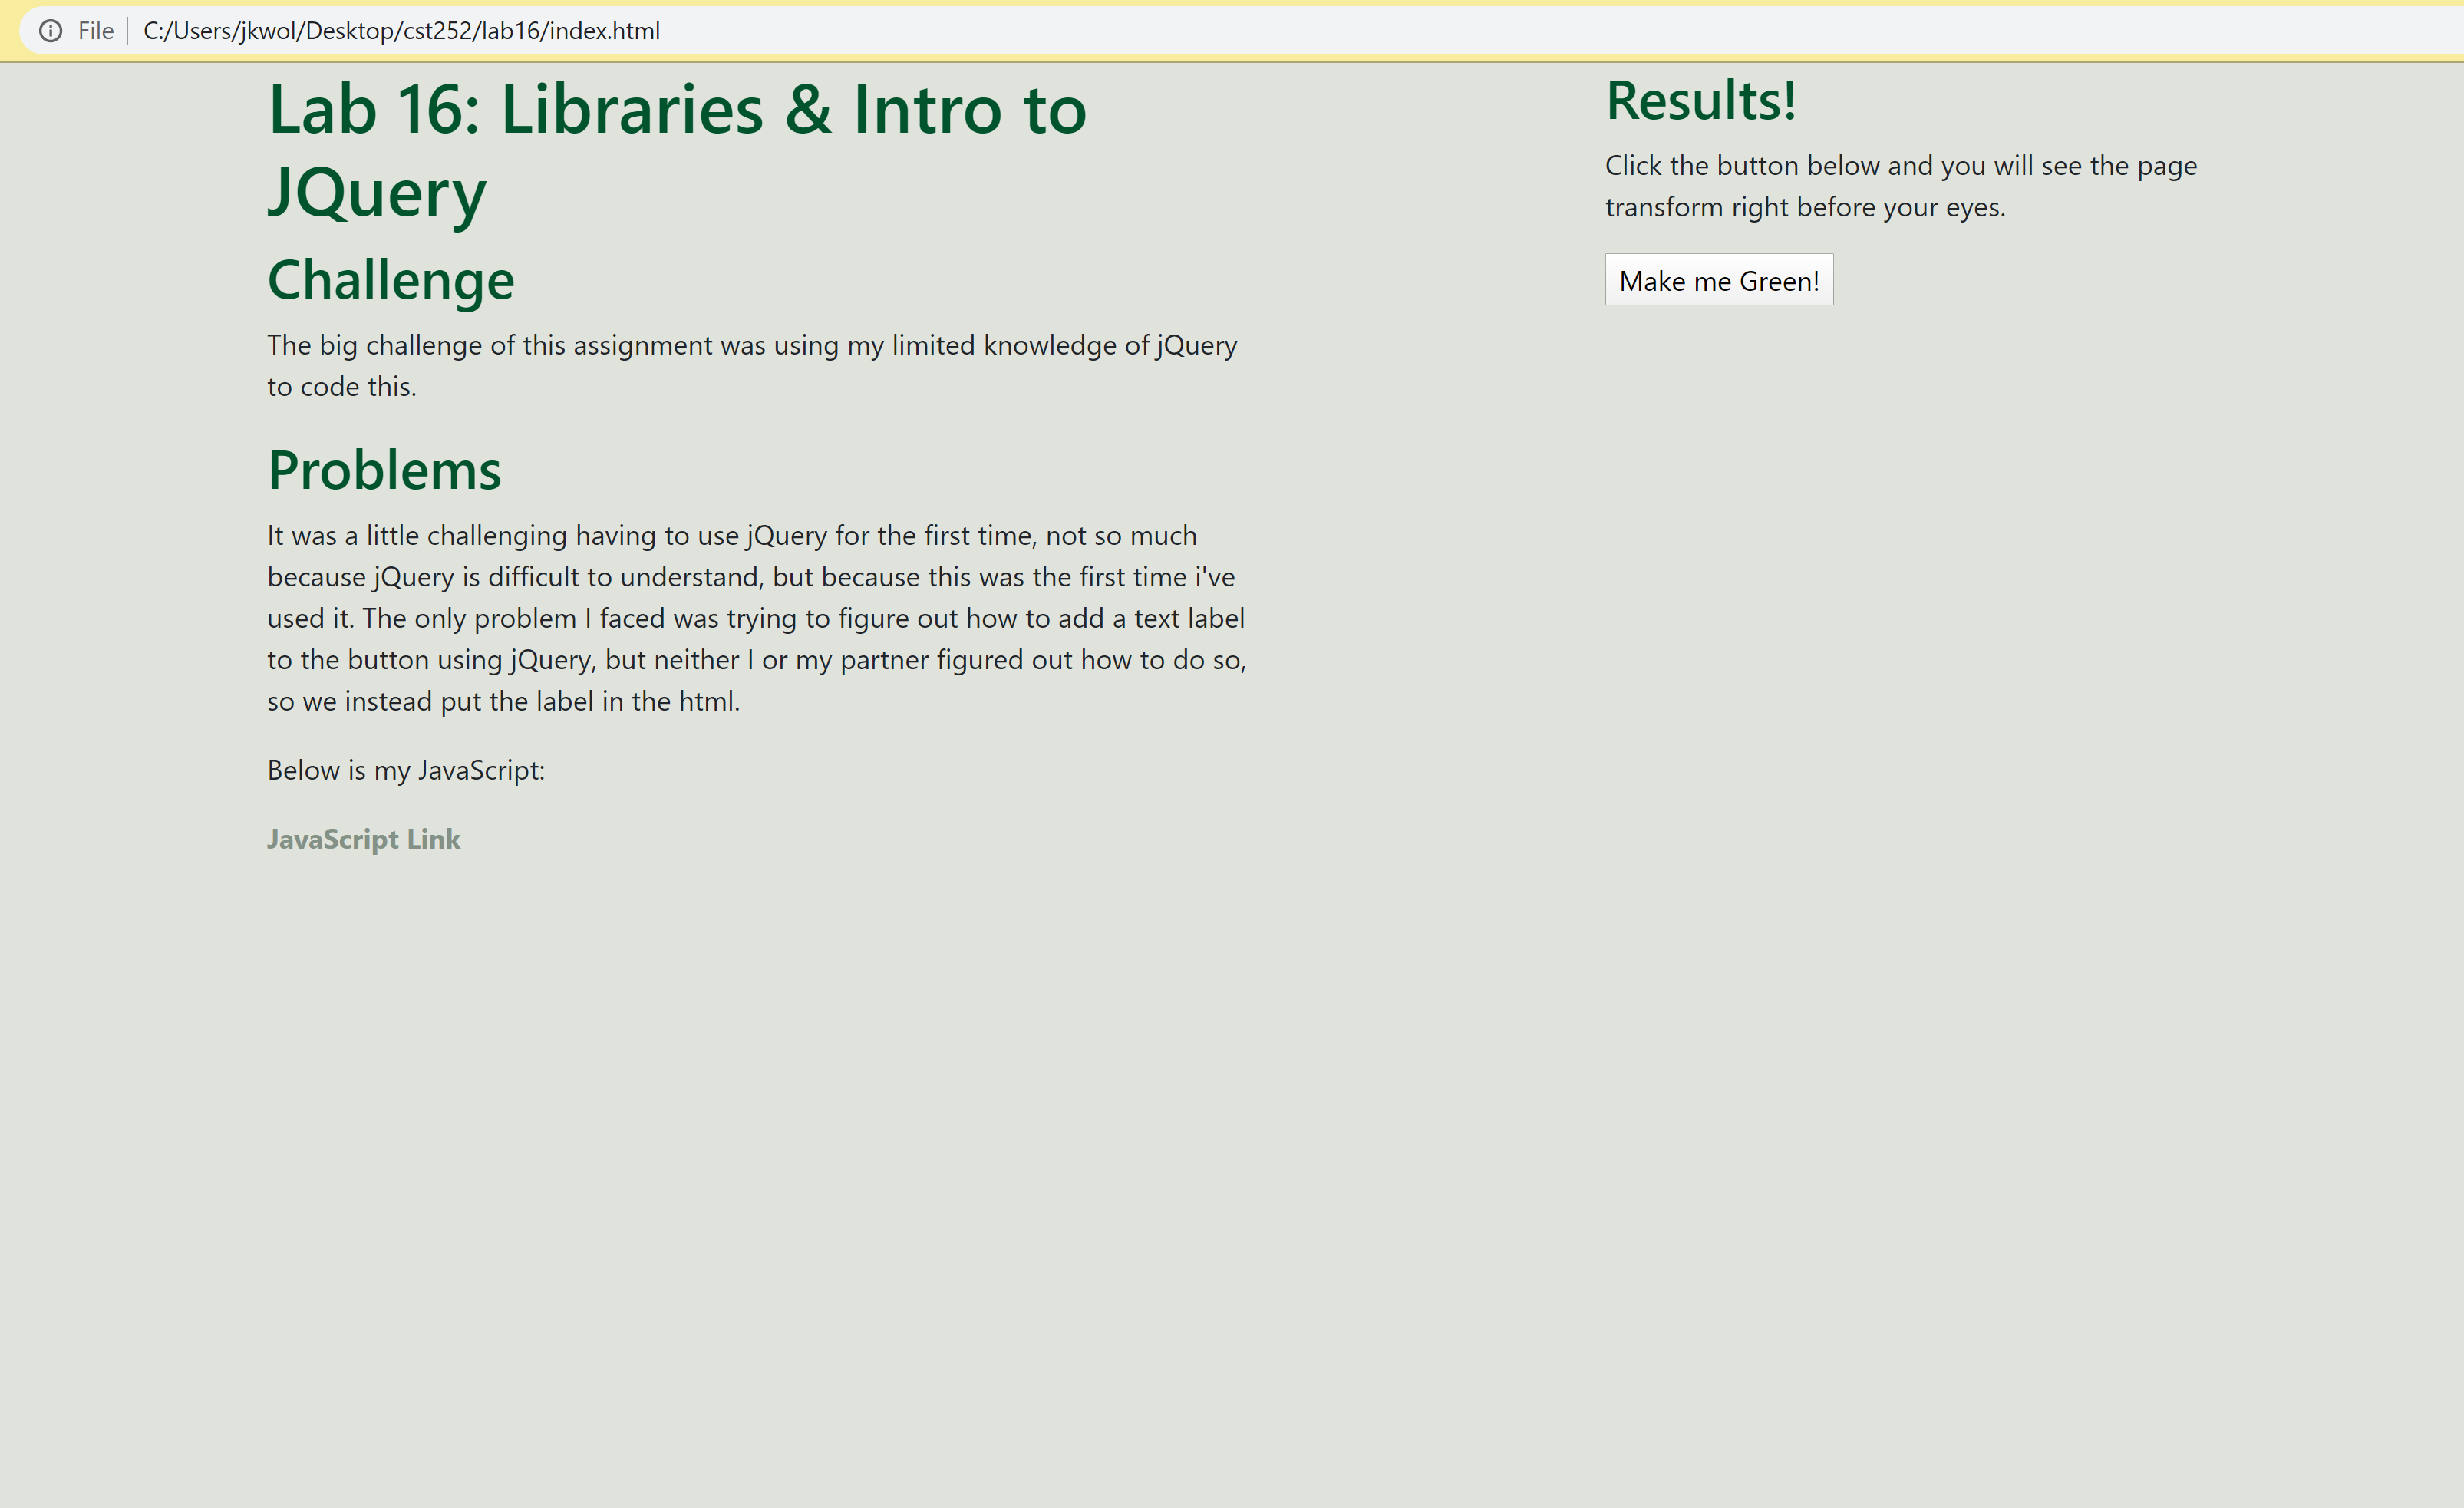 File
C:/Users/jkwol/Desktop/cst252/lab16/index.html
Lab 16: Libraries & Intro to
JQuery
Challenge
The big challenge of this assignment was using my limited knowledge of jQuery
to code this.
Problems
It was a little challenging having to use jQuery for the first time, not so much
because jQuery is difficult to understand, but because this was the first time i've
used it. The only problem I faced was trying to figure out how to add a text label
to the button using jQuery, but neither I or my partner figured out how to do so,
so we instead put the label in the html.
Below is my JavaScript:
JavaScript Link
Results!
Click the button below and you will see the page
transform right before your eyes.
Make me Green!